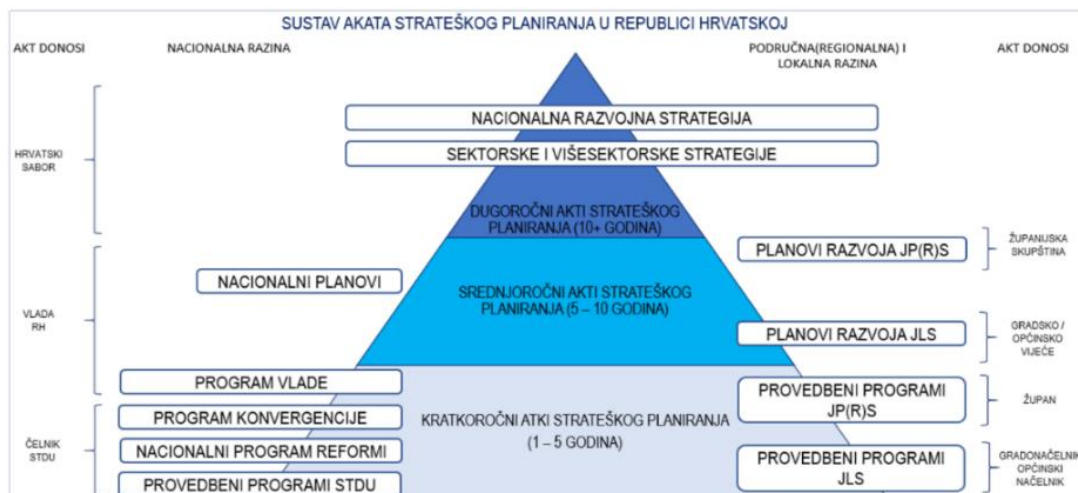 SUSTAV AKATA STRATEŠKOG PLANIRANJA U REPUBLICI HRVATSKOJ
AKT DONOSI
NACIONALNA RAZINA
PODRUČNA(REGIONALNA) I
LOKALNA RAZINA
AKT DONOSI
NACIONALNA RAZVOJNA STRATEGIJA
HRVATSKI
SABOR
SEKTORSKE I VIŠESEKTORSKE STRATEGIJE
DUGOROČNI AKTI STRATEŠKOG
PLANIRANJA (10+ GODINA)
PLANOVI RAZVOJA JP(R)S
ŽUPANIJSKA
SKUPŠTINA
NACIONALNI PLANOVI
SREDNJOROČNI AKTI STRATEŠKOG
PLANIRANJA (5 – 10 GODINA)
VLADA
RH
PLANOVI RAZVOJA JLS
GRADSKO /
OPĆINSKO
VIJEĆE
PROGRAM VLADE
PROVEDBENI PROGRAMI
JP(R)S
ŽUPAN
PROGRAM KONVERGENCIJE
KRATKOROČNI ATKI STRATEŠKOG PLANIRANJA
(1 – 5 GODINA)
ČELNIK
STDU
NACIONALNI PROGRAM REFORMI
PROVEDBENI PROGRAMI
JLS
GRADONAČELNIK
OPĆINSKI
NAČELNIK
PROVEDBENI PROGRAMI STDU